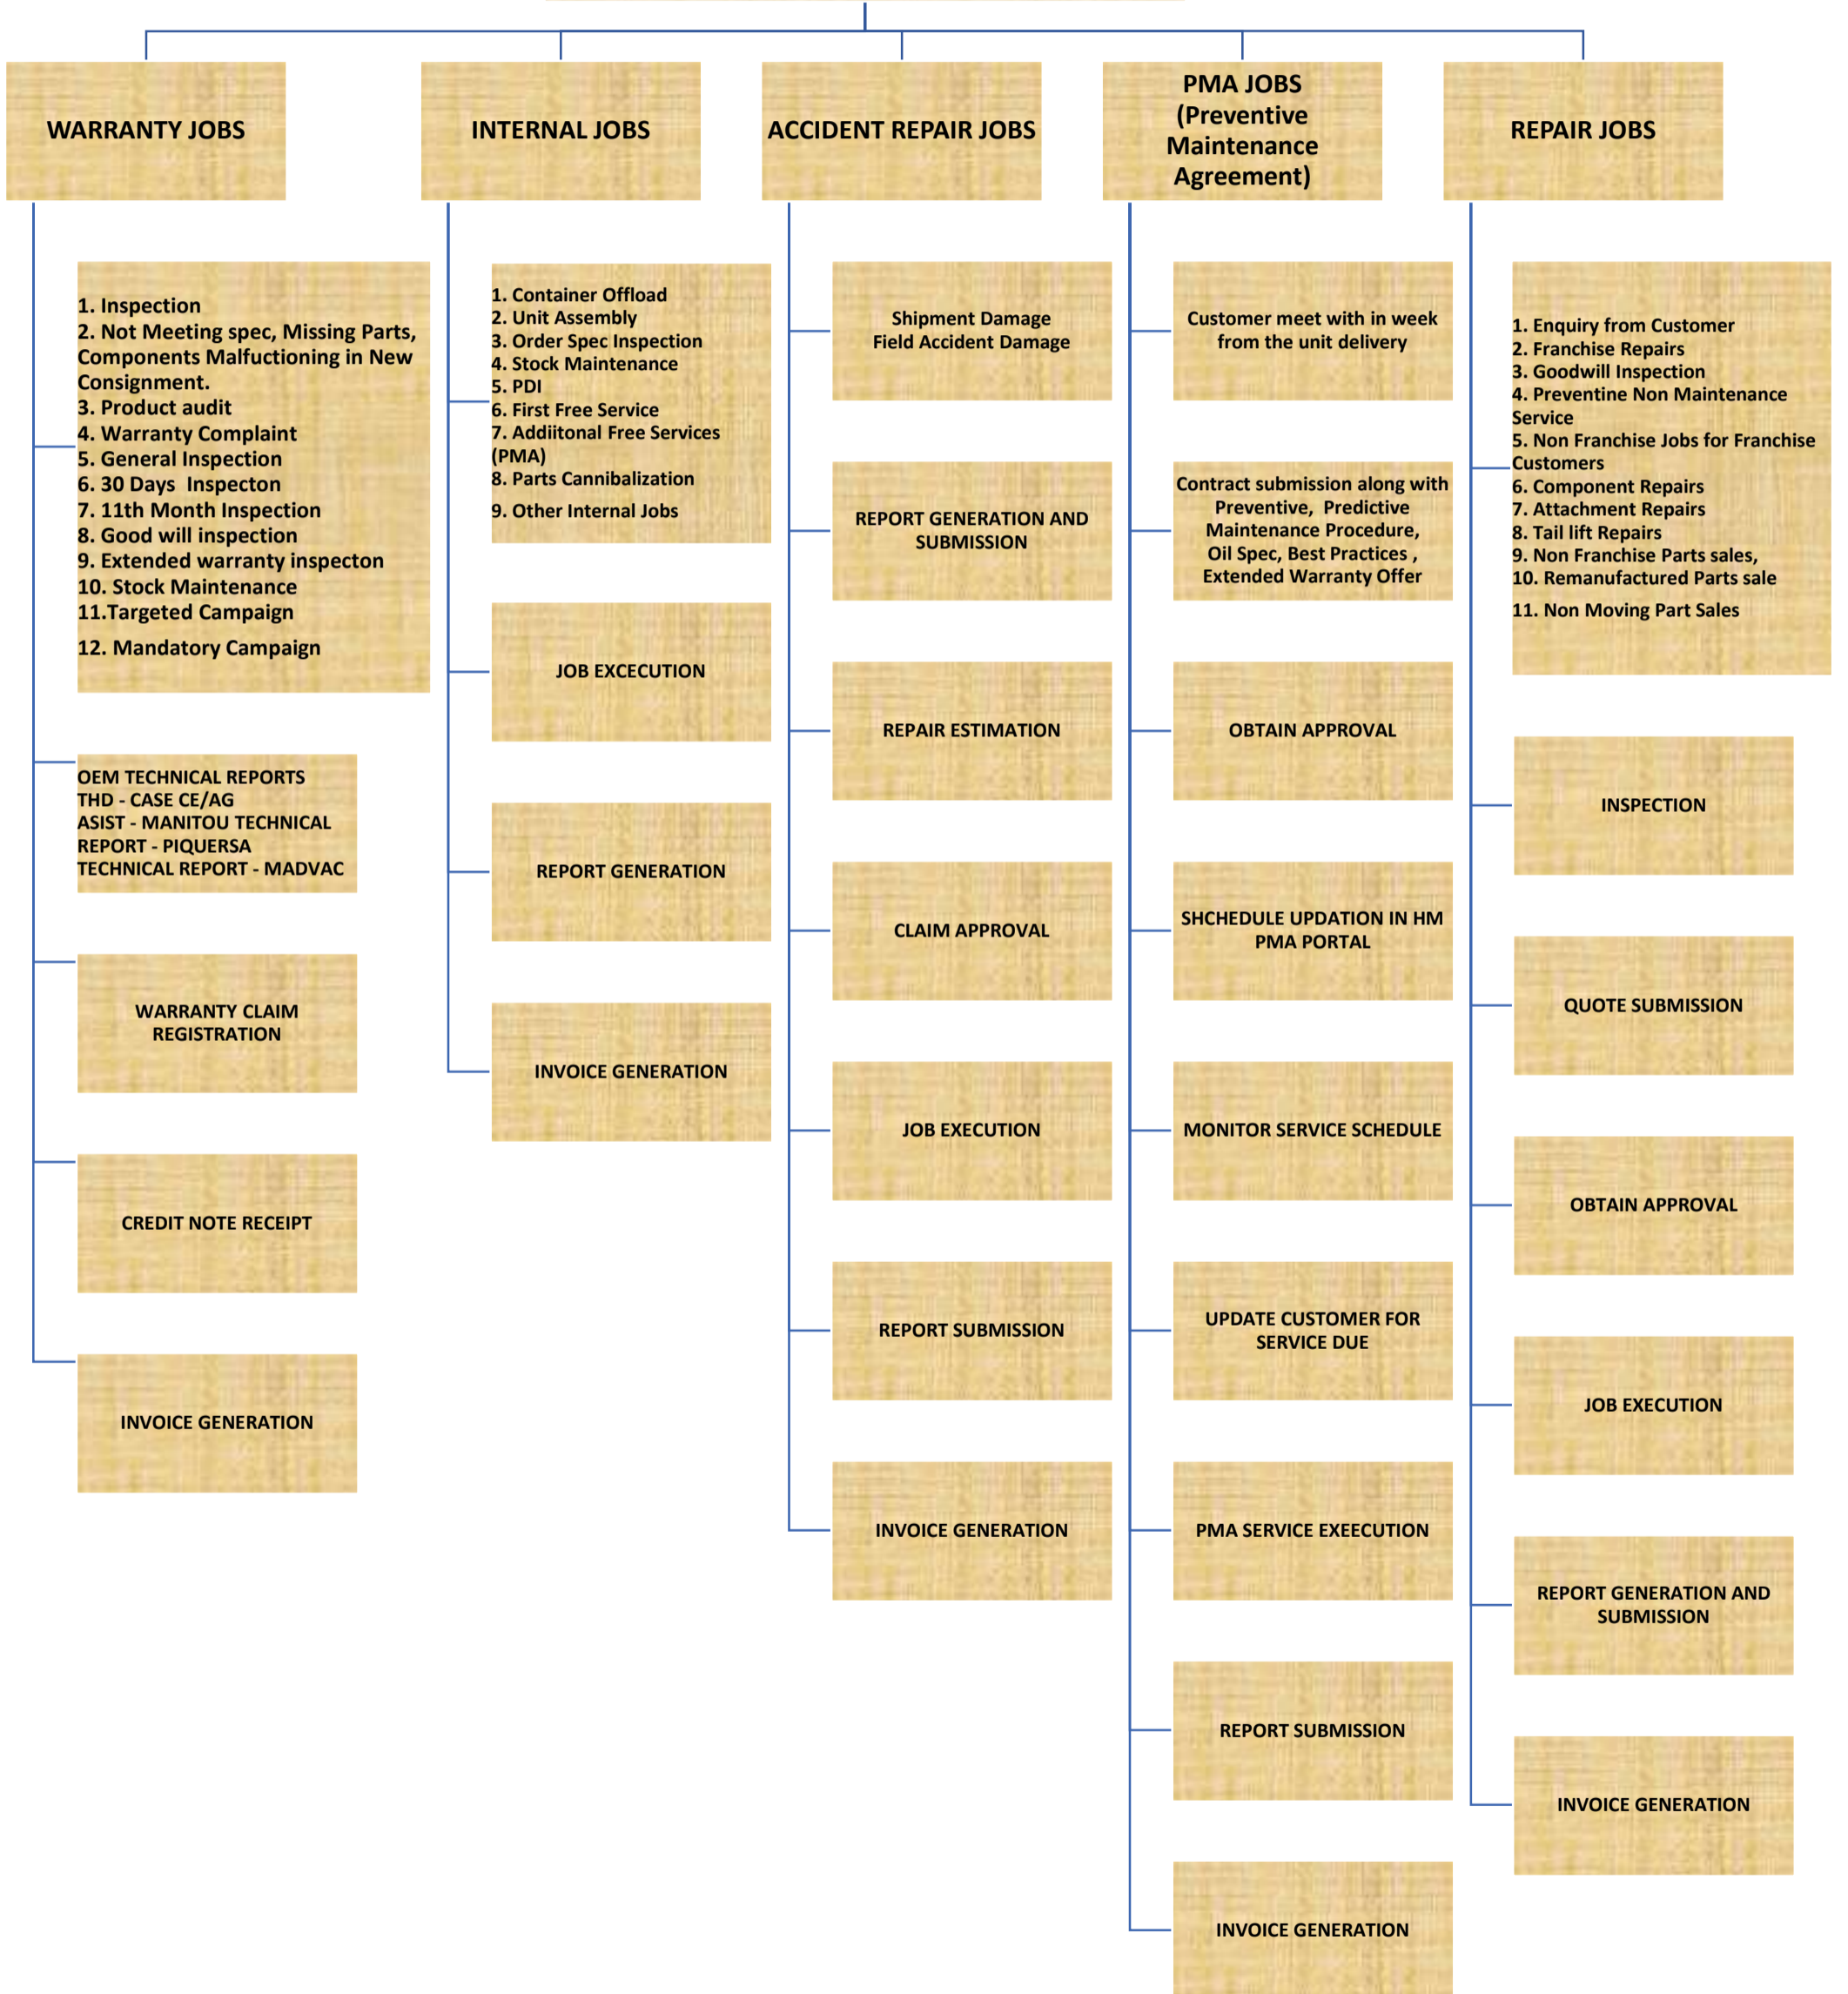 WARRANTY JOBS
INTERNAL JOBS
ACCIDENT REPAIR JOBS
PMA JOBS
(Preventive
Maintenance
Agreement)
REPAIR JOBS
1. Inspection
2. Not Meeting spec, Missing Parts,
Components Malfuctioning in New
Consignment.
3. Product audit
4. Warranty Complaint
5. General Inspection
6. 30 Days  Inspecton
7. 11th Month Inspection
8. Good will inspection
9. Extended warranty inspecton
10. Stock Maintenance
11.Targeted Campaign
12. Mandatory Campaign
OEM TECHNICAL REPORTS
THD - CASE CE/AG
ASIST - MANITOU TECHNICAL
REPORT - PIQUERSA
TECHNICAL REPORT - MADVAC
WARRANTY CLAIM
REGISTRATION
CREDIT NOTE RECEIPT
INVOICE GENERATION
1. Container Offload
2. Unit Assembly
3. Order Spec Inspection
4. Stock Maintenance
5. PDI
6. First Free Service
7. Addiitonal Free Services
(PMA)
8. Parts Cannibalization
9. Other Internal Jobs
JOB EXCECUTION
REPORT GENERATION
INVOICE GENERATION
Shipment Damage
Field Accident Damage
REPORT GENERATION AND
SUBMISSION
REPAIR ESTIMATION
CLAIM APPROVAL
JOB EXECUTION
REPORT SUBMISSION
INVOICE GENERATION
Customer meet with in week
from the unit delivery
Contract submission along with
Preventive,  Predictive
Maintenance Procedure,
Oil Spec, Best Practices ,
Extended Warranty Offer
OBTAIN APPROVAL
SHCHEDULE UPDATION IN HM
PMA PORTAL
MONITOR SERVICE SCHEDULE
UPDATE CUSTOMER FOR
SERVICE DUE
PMA SERVICE EXEECUTION
REPORT SUBMISSION
INVOICE GENERATION
1. Enquiry from Customer
2. Franchise Repairs
3. Goodwill Inspection
4. Preventine Non Maintenance
Service
5. Non Franchise Jobs for Franchise
Customers
6. Component Repairs
7. Attachment Repairs
8. Tail lift Repairs
9. Non Franchise Parts sales,
10. Remanufactured Parts sale
11. Non Moving Part Sales
INSPECTION
QUOTE SUBMISSION
OBTAIN APPROVAL
JOB EXECUTION
REPORT GENERATION AND
SUBMISSION
INVOICE GENERATION